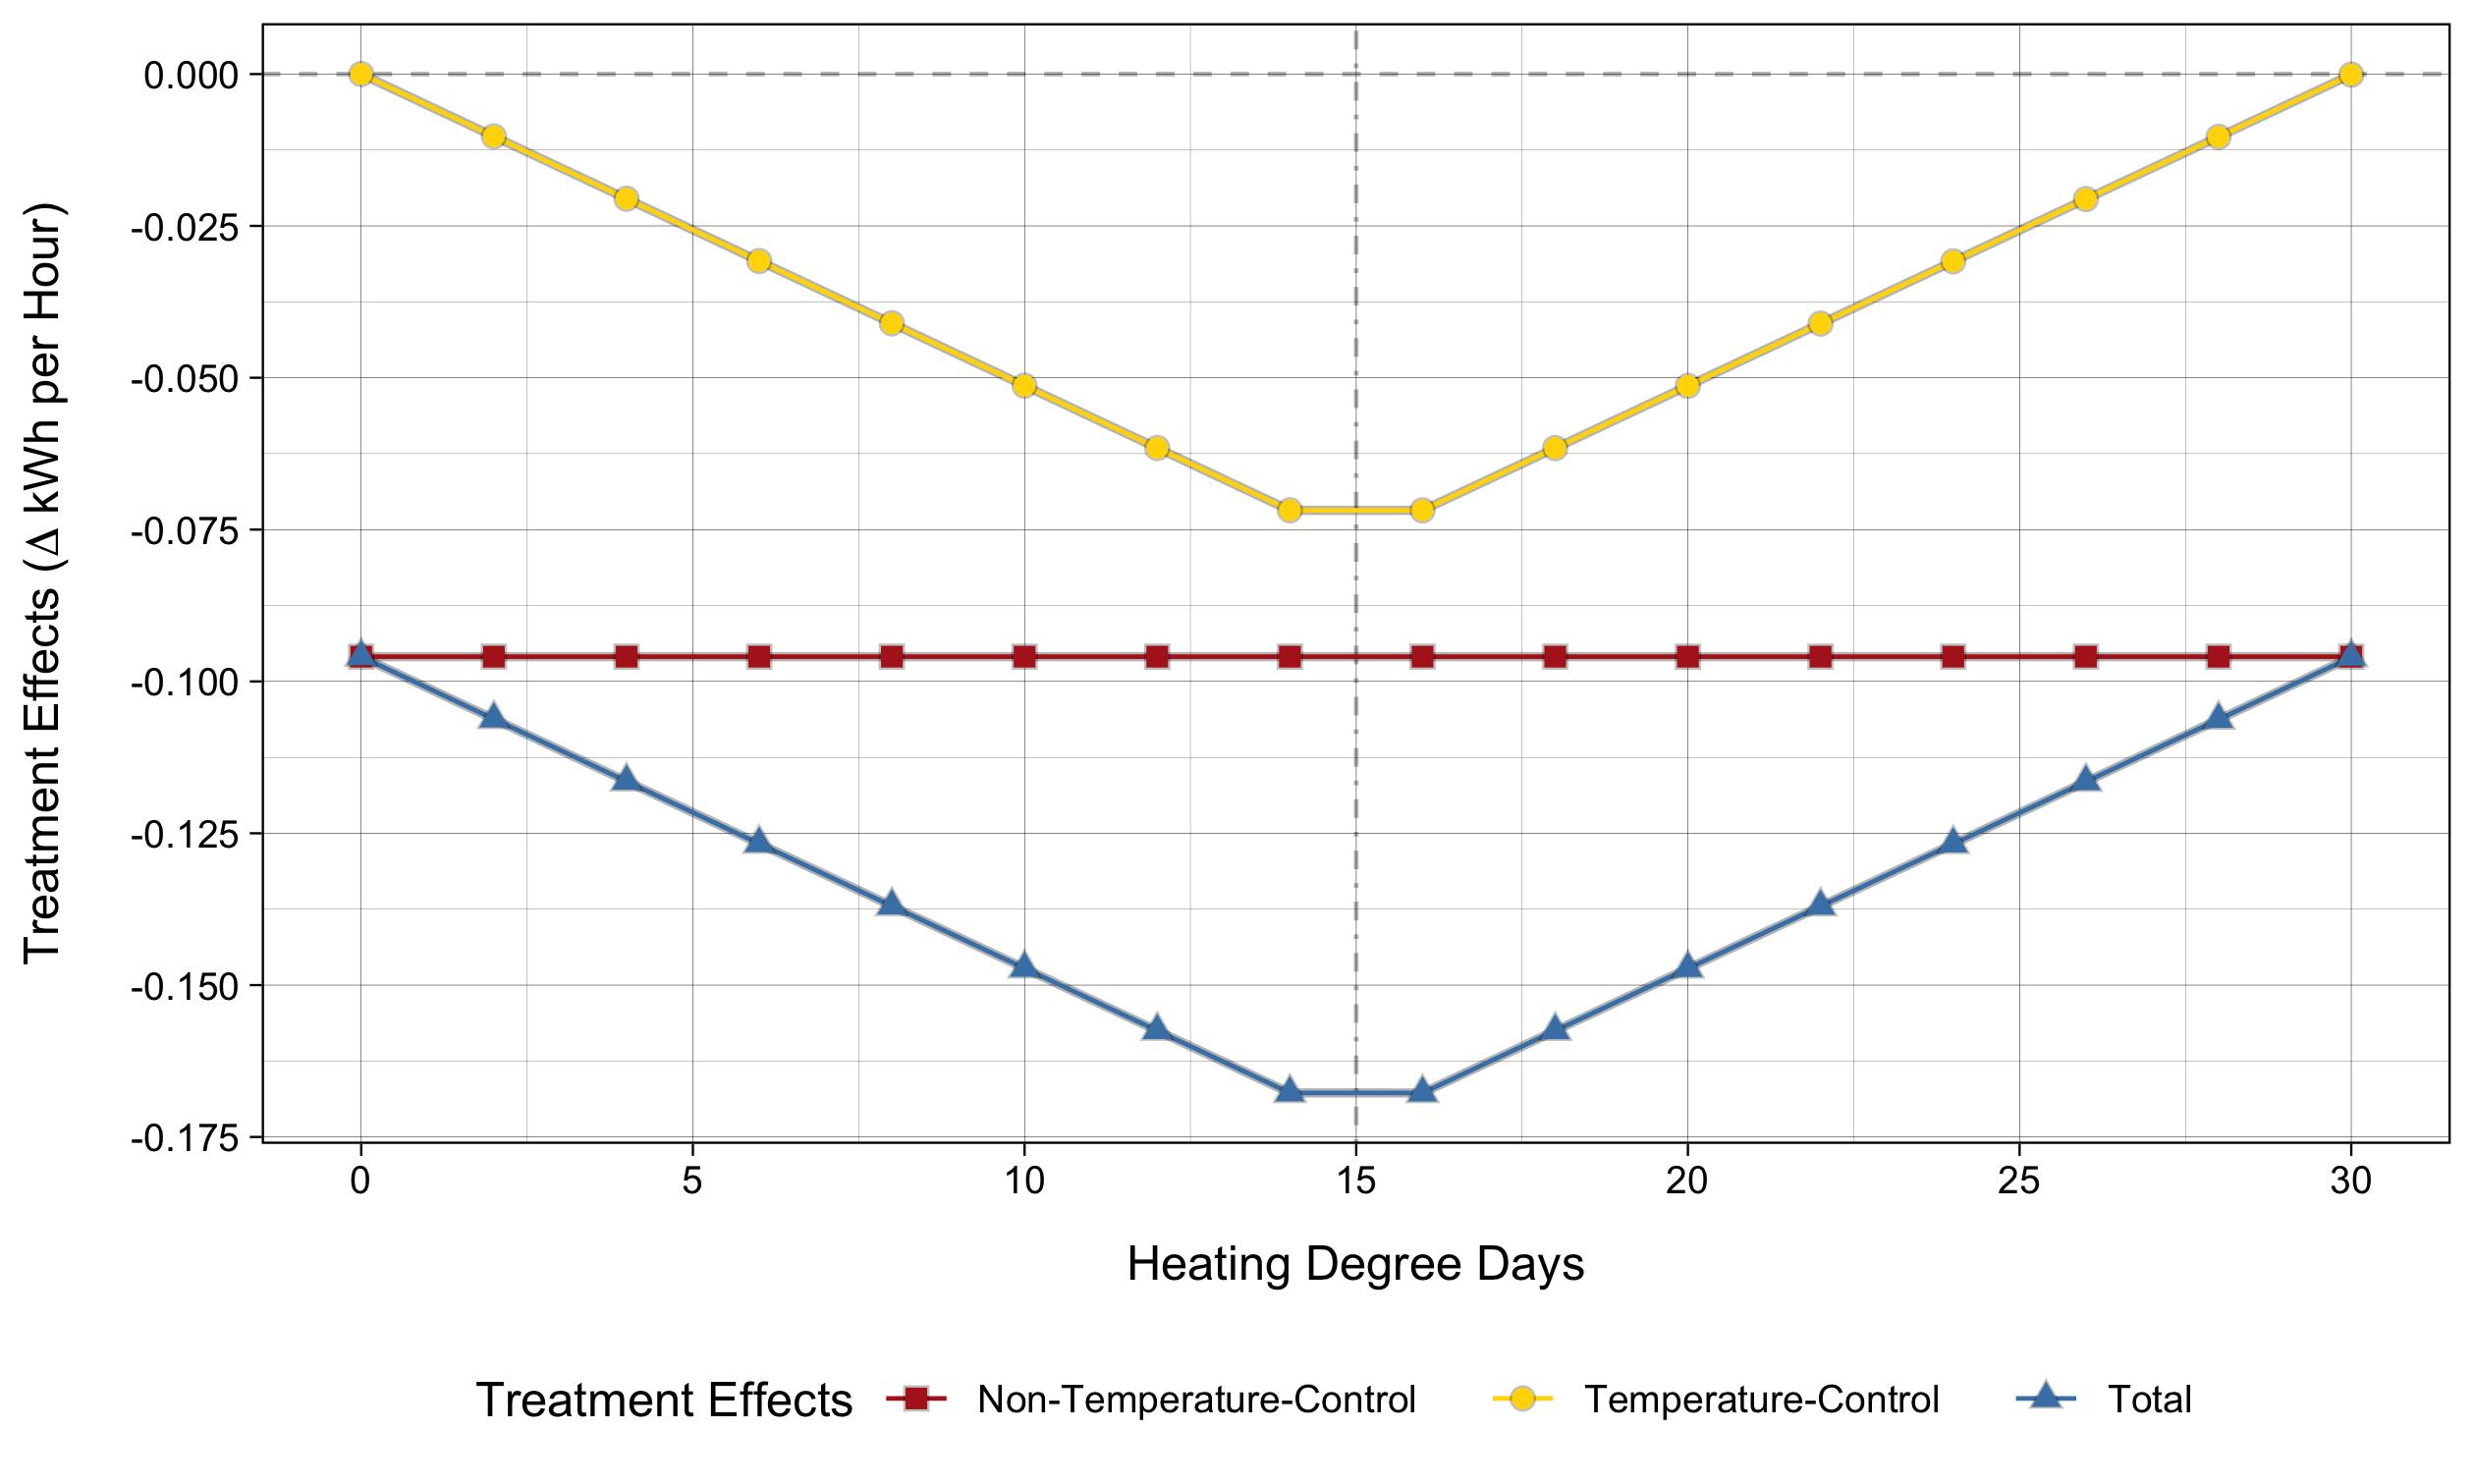 Treatment Effects (Δ kWh per Hour)
0.000
-0.025
-0.050
-0.075
-0.100
-0.125
-0.150
-0.175
0 5 10 15 20 25 30
Heating Degree Days
Treatment Effects Non-Temperature-Control Temperature-Control Total